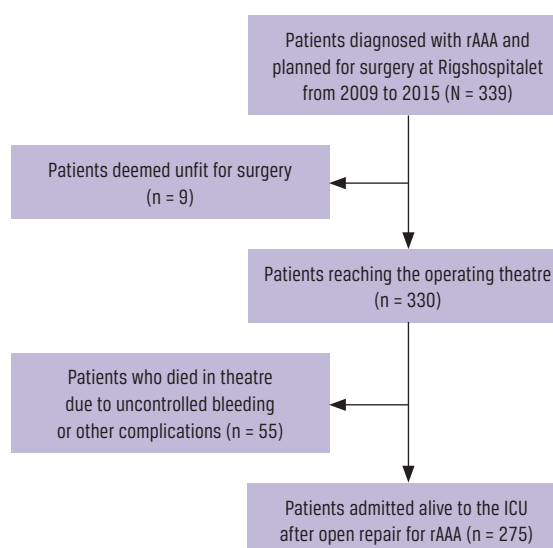 Patients diagnosed with rAAA and
planned for surgery at Rigshospitalet
from 2009 to 2015 (N = 339)
Patients deemed unfit for surgery
(n = 9)
Patients reaching the operating theatre
(n = 330)
Patients who died in theatre
due to uncontrolled bleeding
or other complications (n = 55)
Patients admitted alive to the ICU
after open repair for rAAA (n = 275)